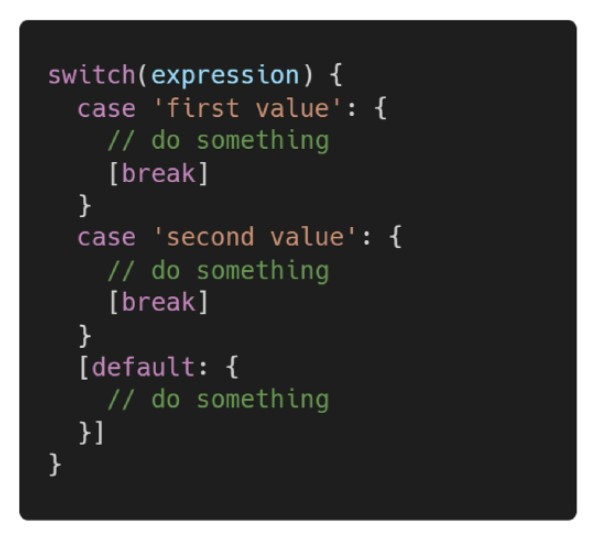 switch(expression) {
  case 'first value': {
    // do something
    [break]
  }
  case 'second value': {
    // do something
    [break]
  }
  [default: {
    // do something
  }]
}